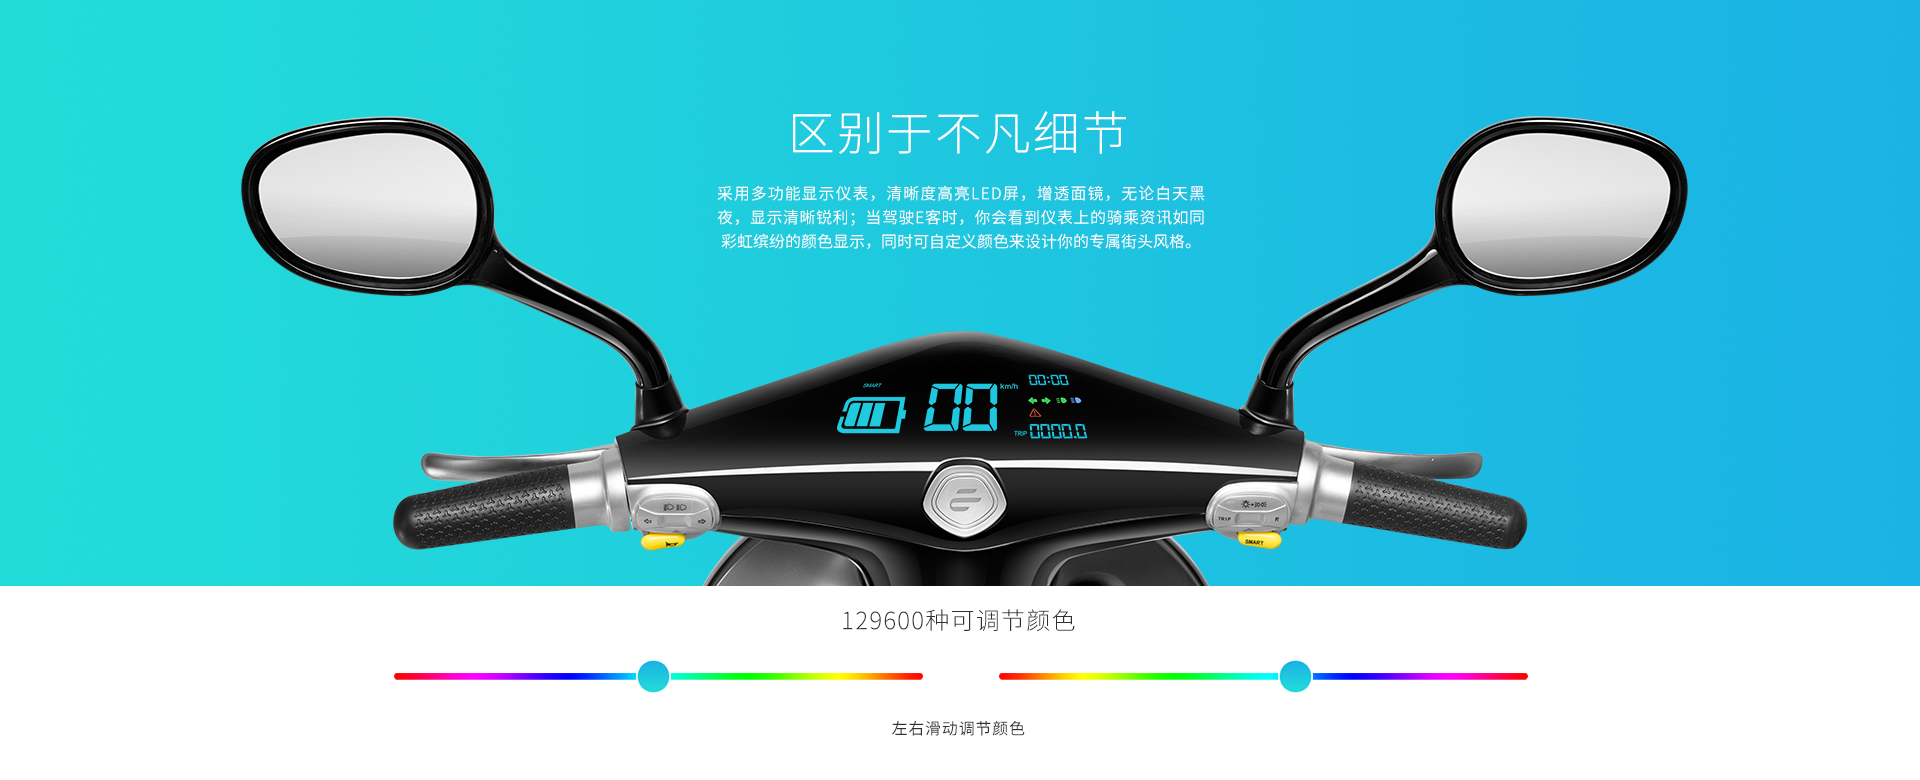 区别于不凡细节
采用多功能显示仪表，清晰度高亮LED屏，增透面镜，无论白天黑
夜，显示清晰锐利；当驾驶E客时，你会看到仪表上的骑乘资讯如同
彩虹缤纷的颜色显示，同时可自定义颜色来设计你的专属街头风格。
SMART
00 km/h
00:00
TRIP 0000.0
TRIP R
SMART
129600种可调节颜色
左右滑动调节颜色